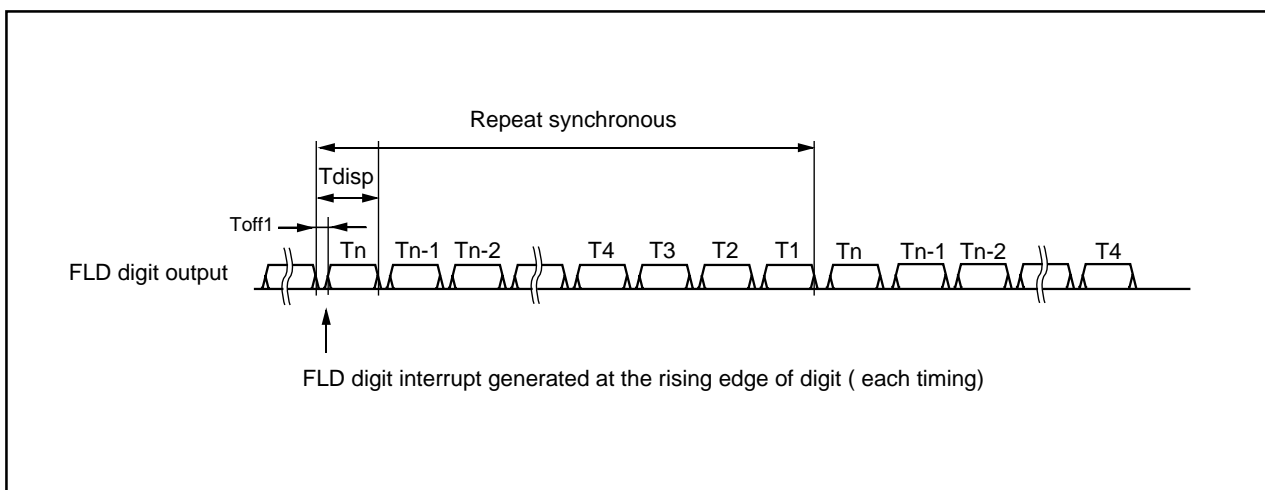 Repeat synchronous
Tdisp
Toff1
Tn Tn-1 Tn-2 T4 T3 T2 T1 Tn Tn-1 Tn-2 T4
FLD digit output
FLD digit interrupt generated at the rising edge of digit ( each timing)